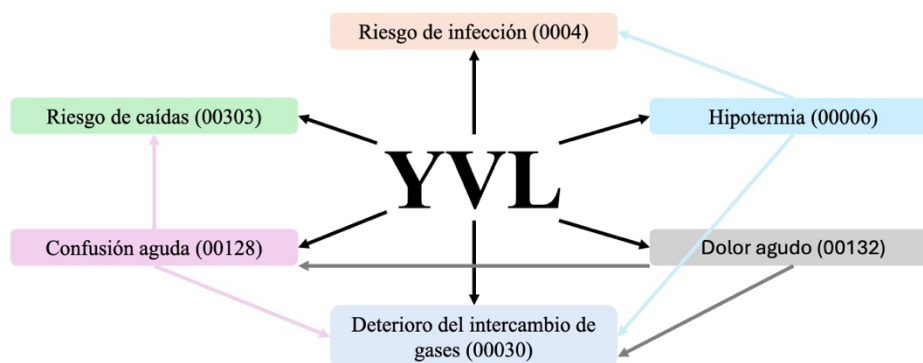 Riesgo de infección (0004)
Riesgo de caídas (00303)
Hipotermia (00006)
YVL
Confusión aguda (00128)
Dolor agudo (00132)
Deterioro del intercambio de
gases (00030)